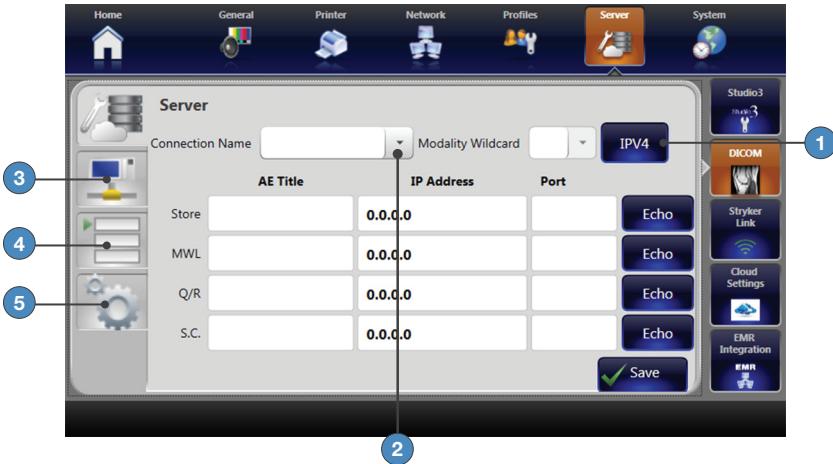 Home General Printer Network Profiles Server System
Studio3
Studio3
Server
Connection Name Modality Wildcard IPV4
1
DICOM
3
AE Title IP Address Port
Store 0.0.0.0 Echo
Stryker
Link
4
MWL 0.0.0.0 Echo
Cloud
Settings
5
Q/R 0.0.0.0 Echo
S.C. 0.0.0.0 Echo
EMR
Integration
EMR
Save
2